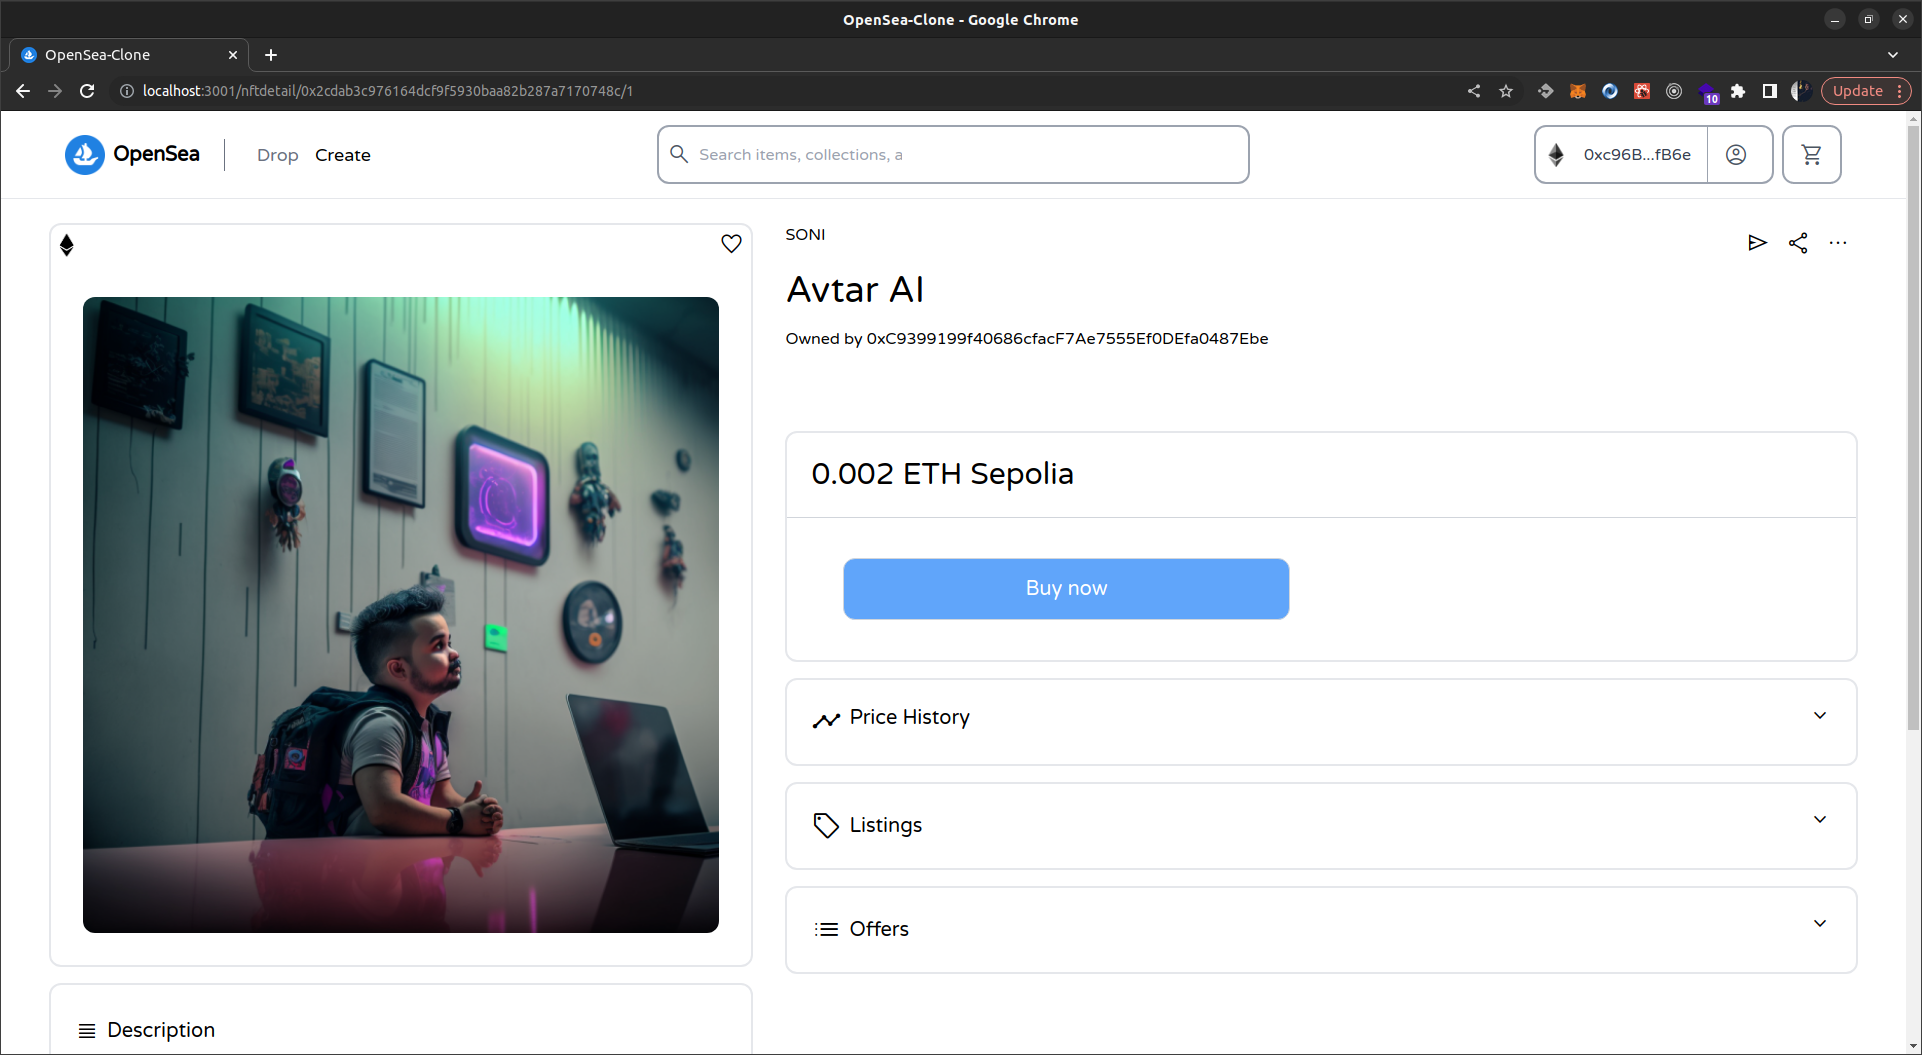 OpenSea-Clone - Google Chrome
OpenSea-Clone
localhost:3001/nftdetail/0x2cdab3c976164dcf9f5930baa82b287a7170748c/1
10
Update
OpenSea
Drop
Create
Search items, collections, a
0xc96B...fB6e
SONI
Avtar AI
Owned by 0xC9399199f40686cfacF7Ae7555Ef0DEfa0487Ebe
0.002 ETH Sepolia
Buy now
Price History
Listings
Offers
Description